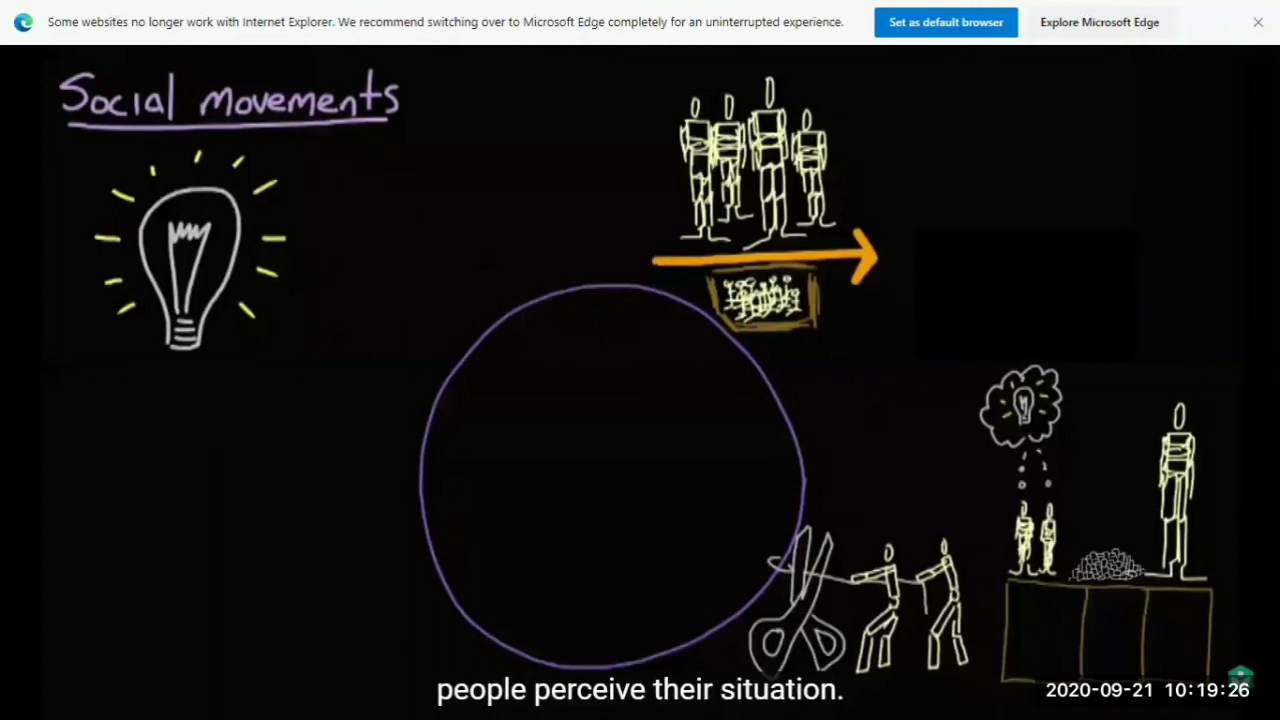 Some websites no longer work with Internet Explorer. We recommend switching over to Microsoft Edge completely for an uninterrupted experience.
Set as default browser
Explore Microsoft Edge
Social movements
people perceive their situation.
2020-09-21 10:19:26